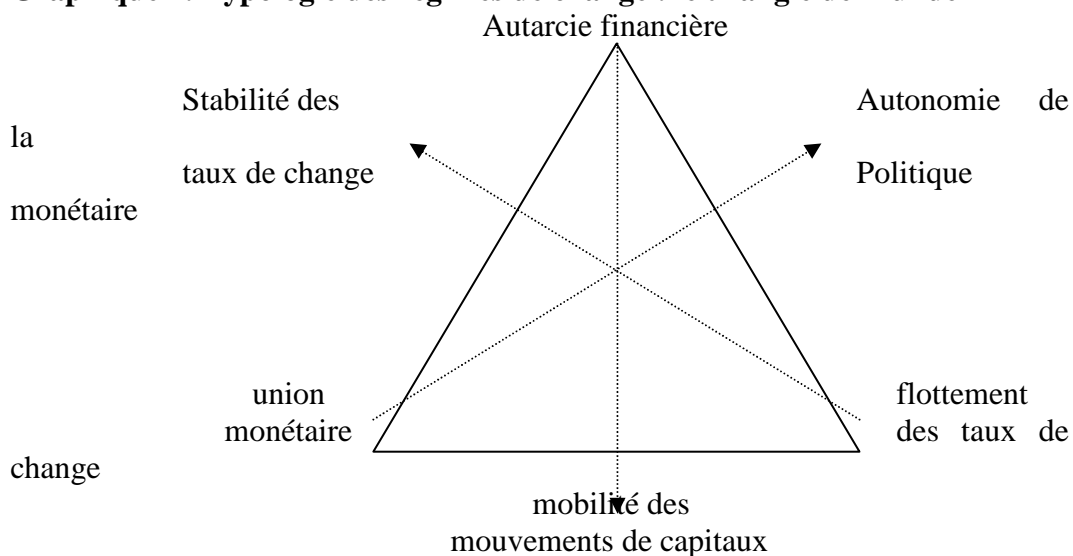 Graphique Typologie des régimes de change : le triangle de Mundell
Autarcie financière
Stabilité des Autonomie de
la
taux de change Politique
monétaire
union flottement
monétaire des taux de
change
mobilité des
mouvements de capitaux